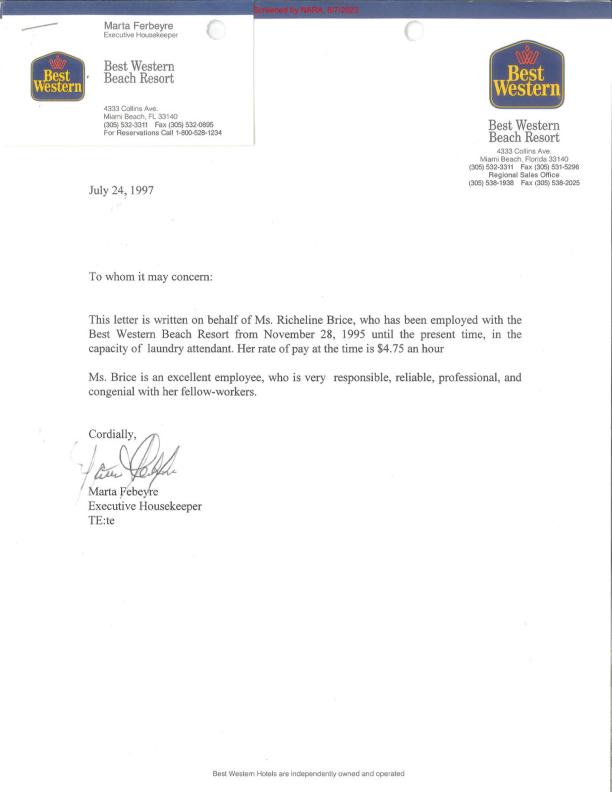 Screened by NARA, 8/7/2023
Marta Ferbeyre
Executive Housekeeper
Best
Western
Best Western
Beach Resort
4333 Collins Ave.
Miami Beach, FL 33140
(305) 532-3311 Fax (305) 532-0895
For Reservations Call 1-800-528-1234
Best
Western
Best Western
Beach Resort
4333 Collins Ave.
Miami Beach, Florida 33140
(305) 532-3311 Fax (305) 531-5296
Regional Sales Office
(305) 538-1938 Fax (305) 538-2025
July 24, 1997
To whom it may concern:
This letter is written on behalf of Ms. Richeline Brice, who has been employed with the
Best Western Beach Resort from November 28, 1995 until the present time, in the
capacity of laundry attendant. Her rate of pay at the time is $4.75 an hour
Ms. Brice is an excellent employee, who is very responsible, reliable, professional, and
congenial with her fellow-workers.
Cordially,
Marta Febeyre
Executive Housekeeper
TE:te
Best Western Hotels are independently owned and operated